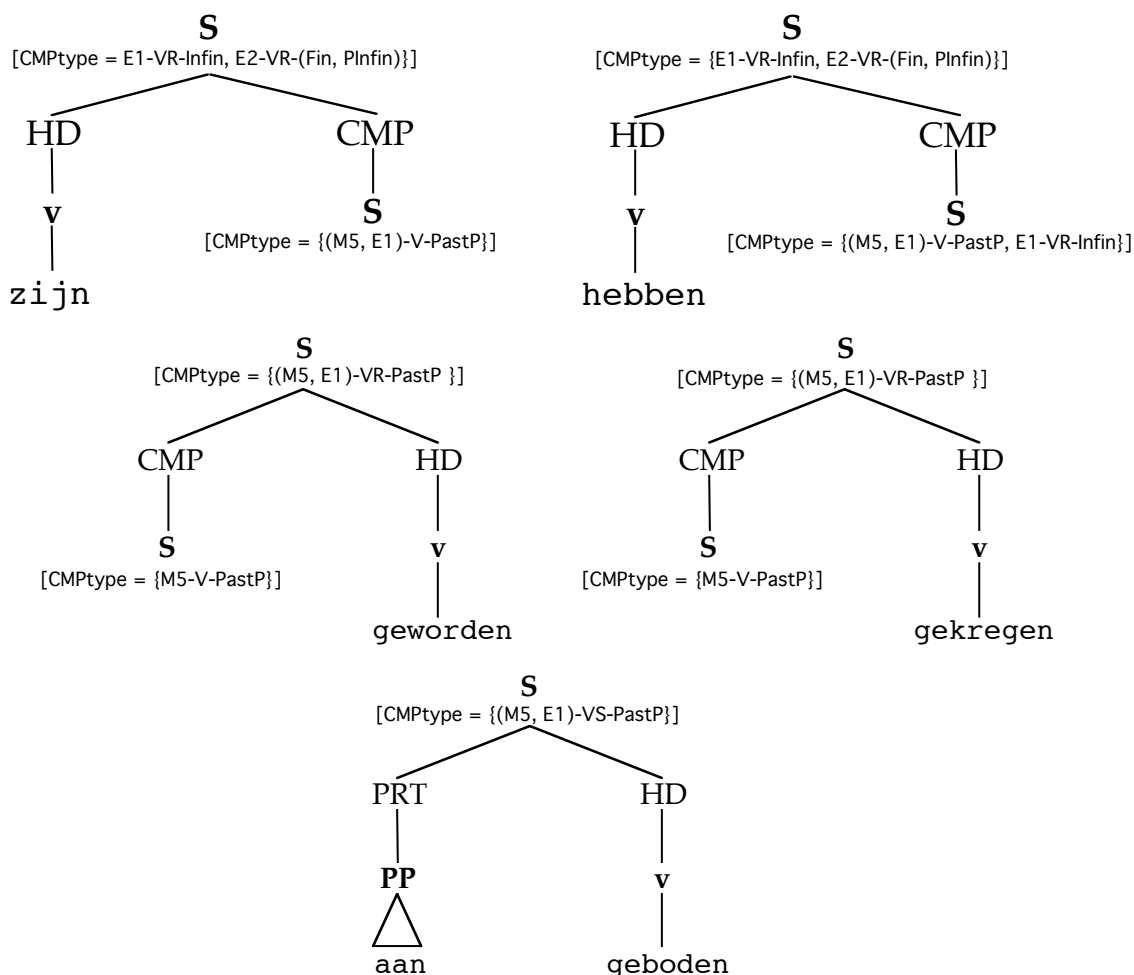 S S
[CMPtype = E1-VR-Infin, E2-VR-(Fin, PInfin)}] [CMPtype = {E1-VR-Infin, E2-VR-(Fin, PInfin)}]
HD CMP HD CMP
v S v S
[CMPtype = {(M5, E1)-V-PastP}] [CMPtype = {(M5, E1)-V-PastP, E1-VR-Infin}]
zijn hebben
S S
[CMPtype = {(M5, E1)-VR-PastP }] [CMPtype = {(M5, E1)-VR-PastP }]
CMP HD CMP HD
S v S v
[CMPtype = {M5-V-PastP}] [CMPtype = {M5-V-PastP}]
geworden gekregen
S
[CMPtype = {(M5, E1)-VS-PastP}]
PRT HD
PP v
aan geboden